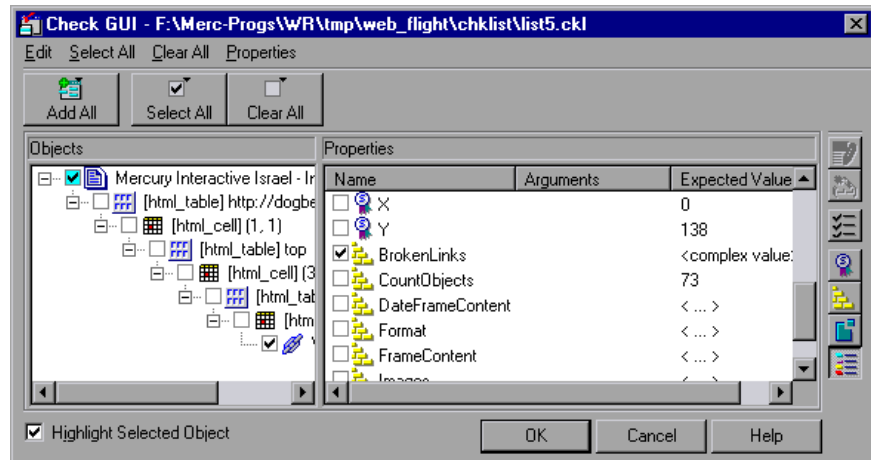 Check GUI - F:\Merc-Progs\WR\tmp\web_flight\chklist\list5.ckl
Edit Select All Clear All Properties
Add All Select All Clear All
Objects
Mercury Interactive Israel - In
[html_table] http://dogbe
[html_cell] (1, 1)
[html_table] top
[html_cell] (3
[html_tab
[htm
Properties
Name Arguments Expected Value
X 0
Y 138
BrokenLinks <complex value>
CountObjects 73
DateFrameContent < ... >
Format < ... >
FrameContent < ... >
Images < ... >
Highlight Selected Object
OK Cancel Help